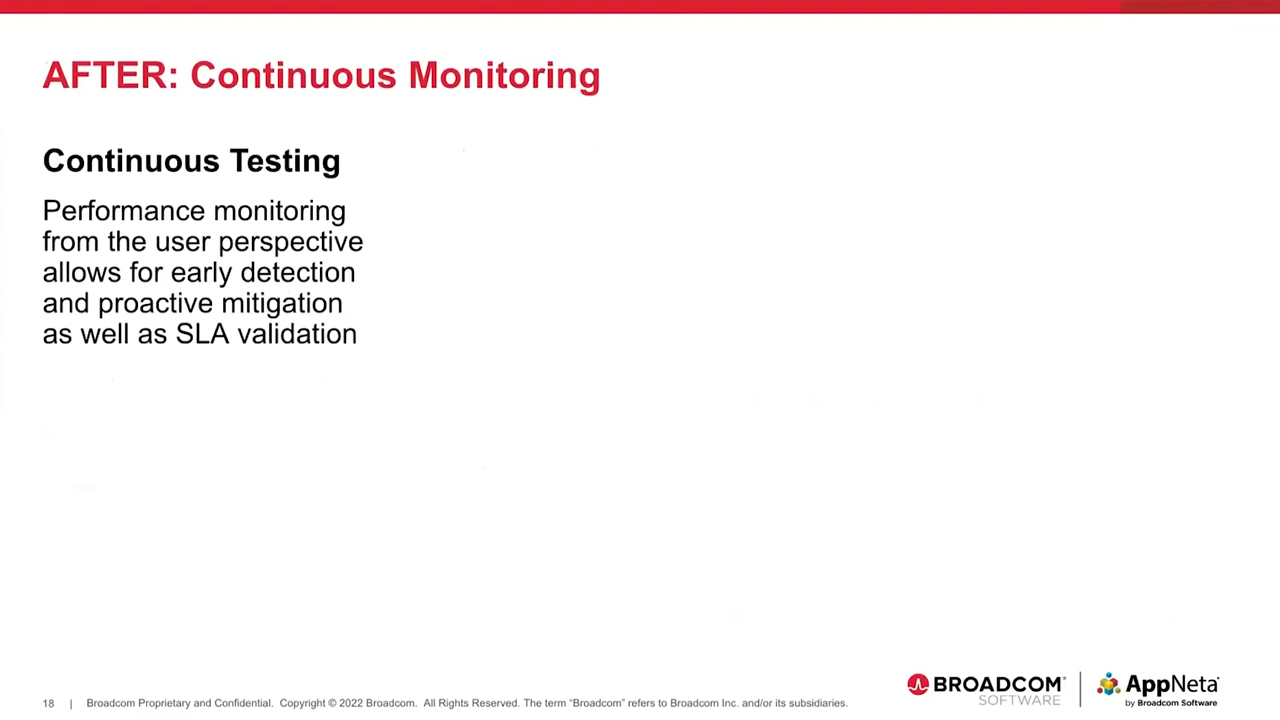 AFTER: Continuous Monitoring
Continuous Testing
Performance monitoring
from the user perspective
allows for early detection
and proactive mitigation
as well as SLA validation
18 | Broadcom Proprietary and Confidential. Copyright © 2022 Broadcom. All Rights Reserved. The term “Broadcom” refers to Broadcom Inc. and/or its subsidiaries.
BROADCOM®
SOFTWARE
AppNeta
by Broadcom Software